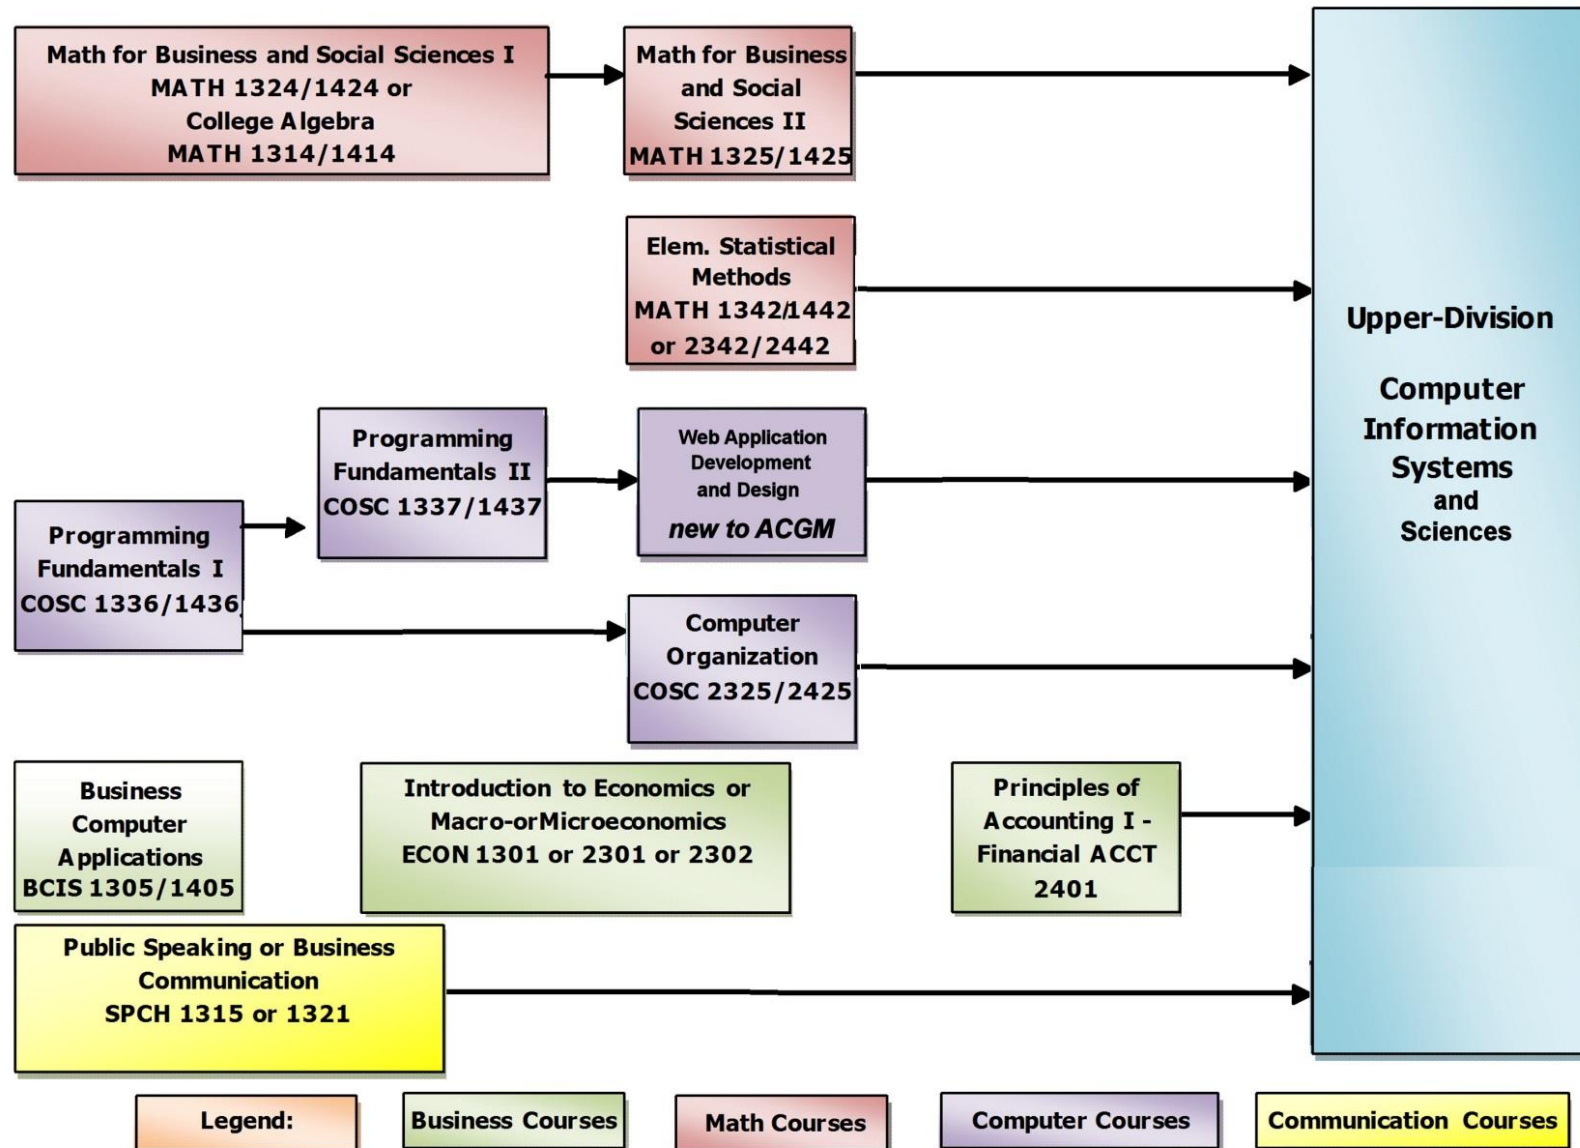 Math for Business and Social Sciences I
MATH 1324/1424 or
College Algebra
MATH 1314/1414
Math for Business
and Social
Sciences II
MATH 1325/1425
Elem. Statistical
Methods
MATH 1342/1442
or 2342/2442
Programming
Fundamentals I
COSC 1336/1436
Programming
Fundamentals II
COSC 1337/1437
Web Application
Development
and Design
new to ACGM
Computer
Organization
COSC 2325/2425
Business
Computer
Applications
BCIS 1305/1405
Introduction to Economics or
Macro-orMicroeconomics
ECON 1301 or 2301 or 2302
Principles of
Accounting I -
Financial ACCT
2401
Public Speaking or Business
Communication
SPCH 1315 or 1321
Upper-Division
Computer
Information
Systems
and
Sciences
Legend:
Business Courses
Math Courses
Computer Courses
Communication Courses